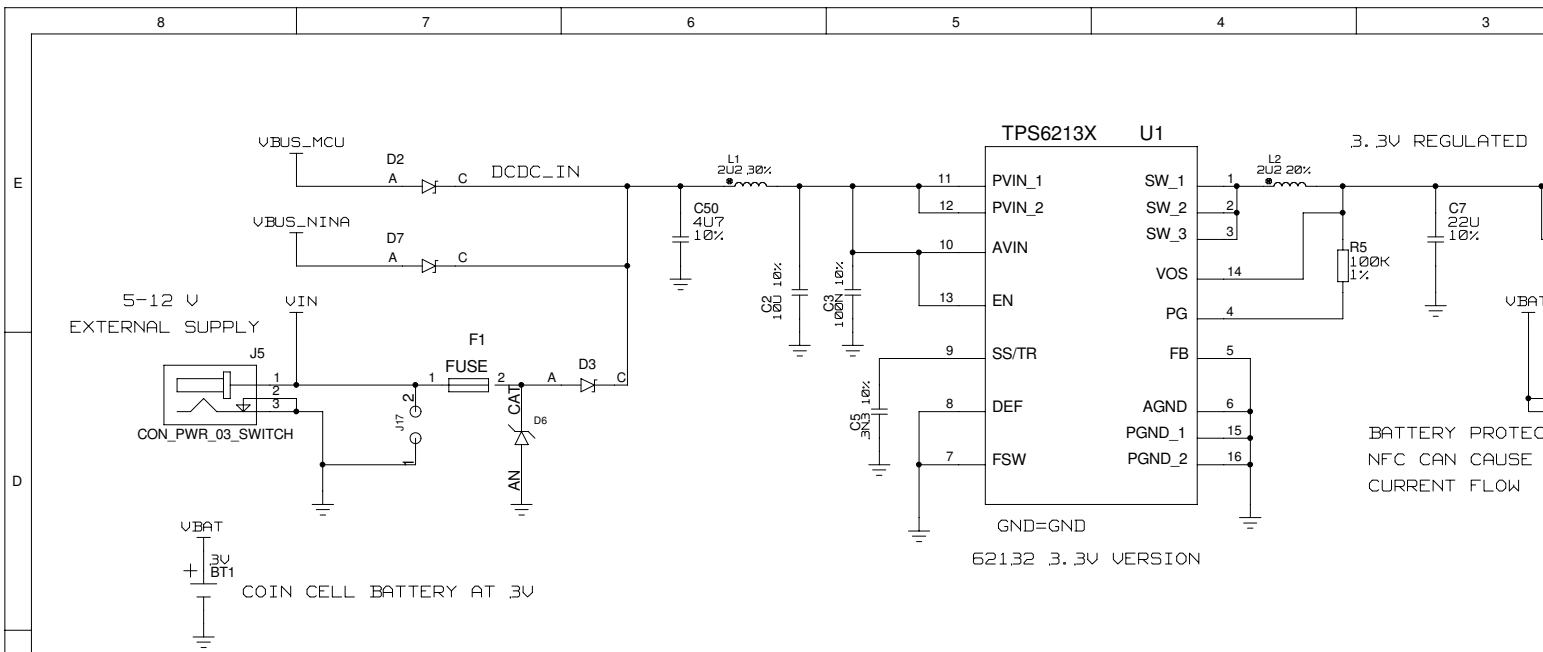 8 7 6 5 4 3
E
D
VBUS_MCU
D2
A C
DCDC_IN
VBUS_NINA
D7
A C
5-12 V
EXTERNAL SUPPLY
VIN
J5
1
2
3
CON_PWR_03_SWITCH
J17
2
1
F1
FUSE
1 2
CAT
D6
AN
D3
A C
VBAT
3V
BT1
+
COIN CELL BATTERY AT 3V
C50
4U7
10%
L1
2U2 30%
C2
10U 10%
C3
100N 10%
C5
3N3 10%
TPS6213X U1
11 PVIN_1
12 PVIN_2
10 AVIN
13 EN
9 SS/TR
8 DEF
7 FSW
SW_1 1
SW_2 2
SW_3 3
VOS 14
PG 4
FB 5
AGND 6
PGND_1 15
PGND_2 16
GND=GND
62132 3.3V VERSION
L2
2U2 20%
3.3V REGULATED
R5
100K
1%
C7
22U
10%
VBAT
BATTERY PROTEC
NFC CAN CAUSE
CURRENT FLOW